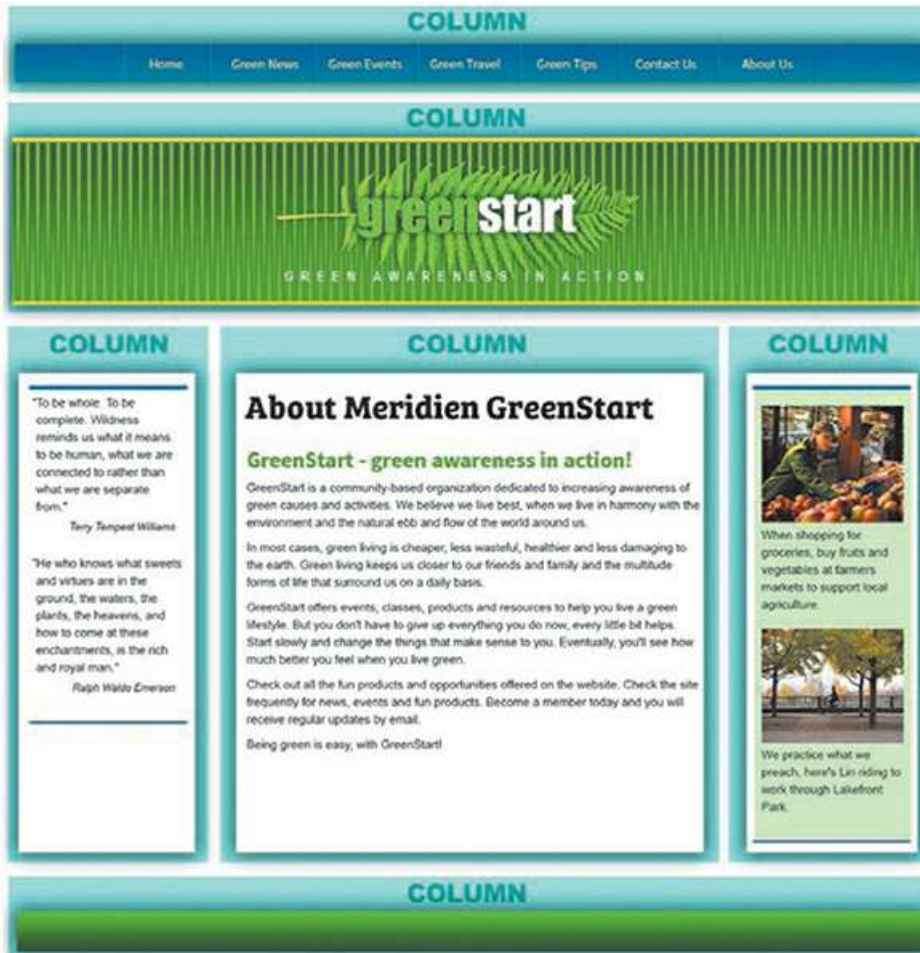 COLUMN
Home Green News Green Events Green Travel Green Tips Contact Us About Us
COLUMN
greenstart
GREEN AWARENESS IN ACTION
COLUMN
"To be whole. To be
complete. Wildness
reminds us what it means
to be human, what we are
connected to rather than
what we are separate
from."
Terry Tempest Williams
"He who knows what sweets
and virtues are in the
ground, the waters, the
plants, the heavens, and
how to come at these
enchantments, is the rich
and royal man."
Ralph Waldo Emerson
COLUMN
About Meridien GreenStart
GreenStart - green awareness in action!
GreenStart is a community-based organization dedicated to increasing awareness of
green causes and activities. We believe we live best, when we live in harmony with the
environment and the natural ebb and flow of the world around us.
In most cases, green living is cheaper, less wasteful, healthier and less damaging to
the earth. Green living keeps us closer to our friends and family and the multitude
forms of life that surround us on a daily basis.
GreenStart offers events, classes, products and resources to help you live a green
lifestyle. But you don't have to give up everything you do now, every little bit helps.
Start slowly and change the things that make sense to you. Eventually, you'll see how
much better you feel when you live green.
Check out all the fun products and opportunities offered on the website. Check the site
frequently for news, events and fun products. Become a member today and you will
receive regular updates by email.
Being green is easy, with GreenStart!
COLUMN
When shopping for
groceries, buy fruits and
vegetables at farmers
markets to support local
agriculture.
We practice what we
preach, here's Lin riding to
work through Lakefront
Park.
COLUMN